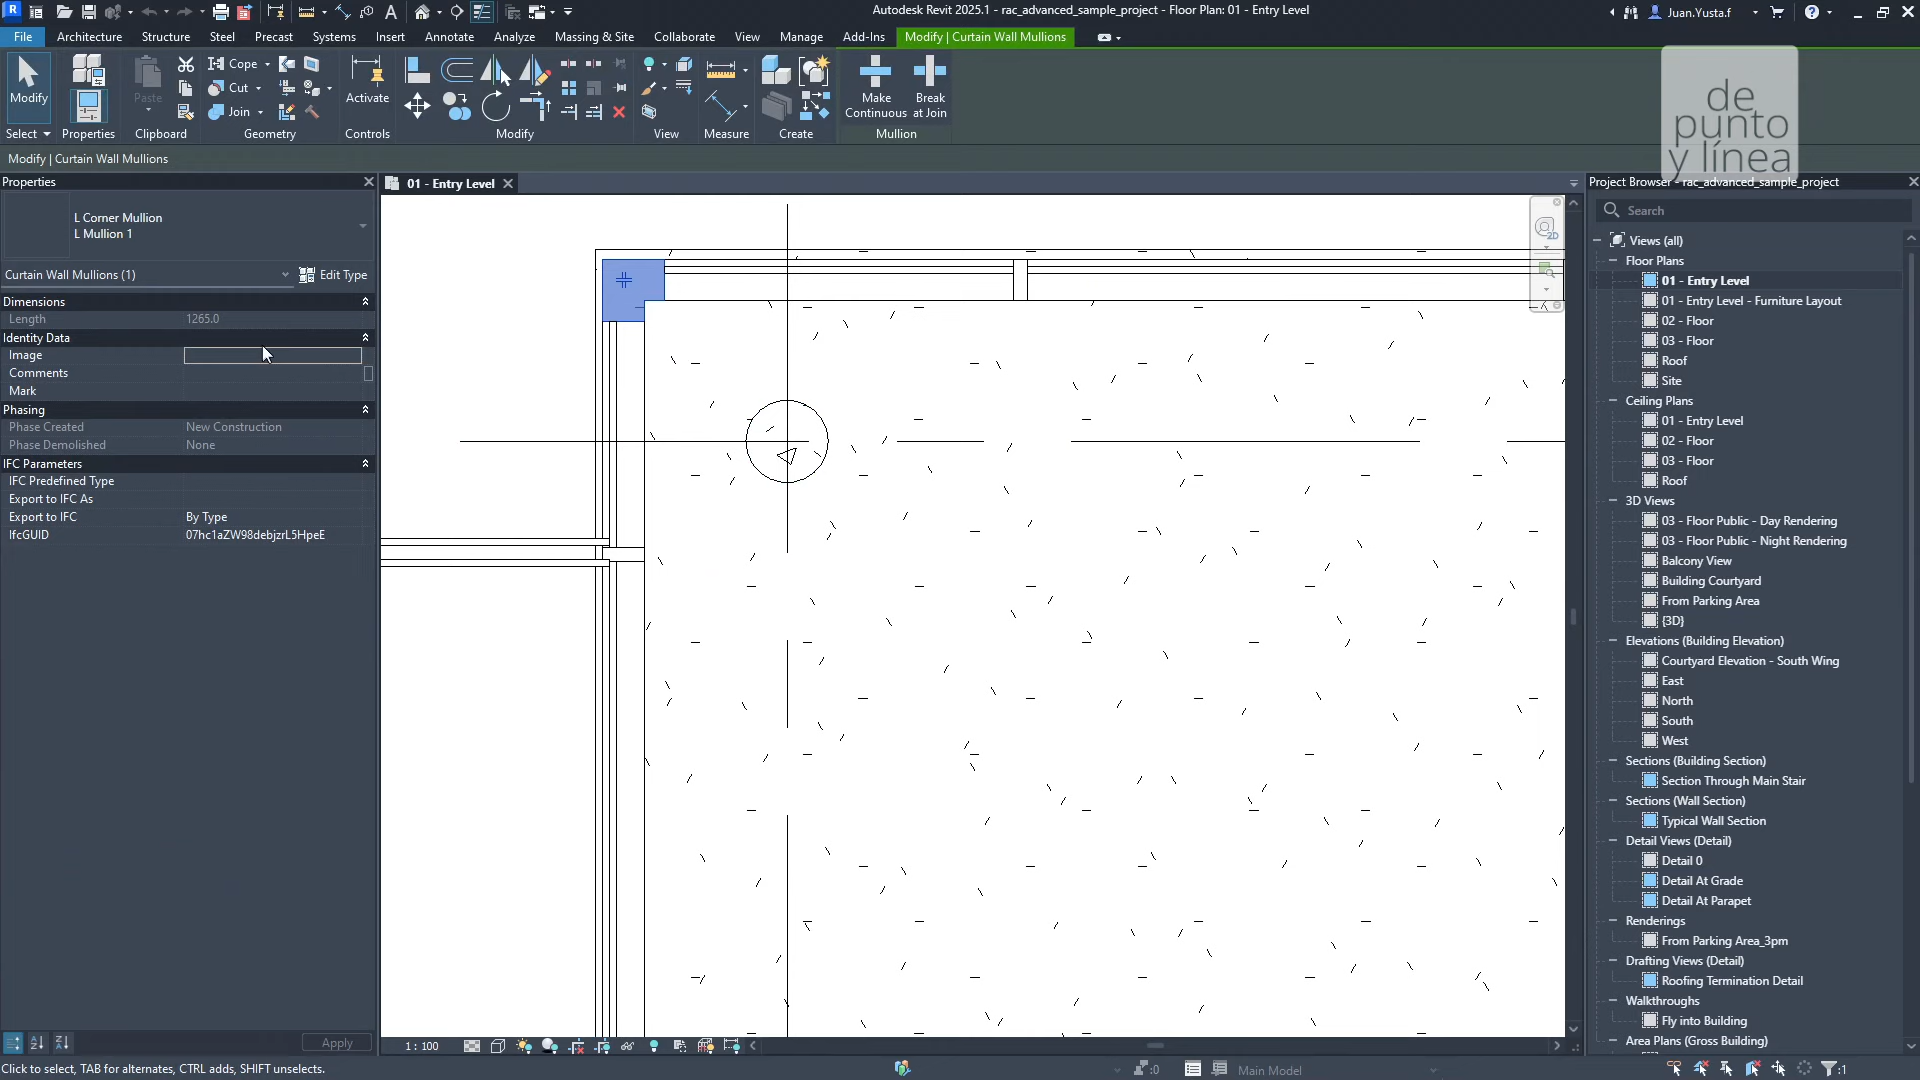 Autodesk Revit 2025.1 - rac_advanced_sample_project - Floor Plan: 01 - Entry Level
Juan.Yusta.f
File Architecture Structure Steel Precast Systems Insert Annotate Analyze Massing & Site Collaborate View Manage Add-Ins Modify | Curtain Wall Mullions
Modify
Paste
Cope
Cut
Join
Activate
Make Continuous
Break at Join
Select Properties Clipboard Geometry Controls Modify View Measure Create Mullion
de
punto
y línea
Modify | Curtain Wall Mullions
Properties
L Corner Mullion
L Mullion 1
Curtain Wall Mullions (1) Edit Type
Dimensions
Length 1265.0
Identity Data
Image
Comments
Mark
Phasing
Phase Created New Construction
Phase Demolished None
IFC Parameters
IFC Predefined Type
Export to IFC As
Export to IFC By Type
IfcGUID 07hc1aZW98debjzrL5HpeE
Apply
01 - Entry Level
2D
Project Browser - rac_advanced_sample_project
Search
Views (all)
Floor Plans
01 - Entry Level
01 - Entry Level - Furniture Layout
02 - Floor
03 - Floor
Roof
Site
Ceiling Plans
01 - Entry Level
02 - Floor
03 - Floor
Roof
3D Views
03 - Floor Public - Day Rendering
03 - Floor Public - Night Rendering
Balcony View
Building Courtyard
From Parking Area
{3D}
Elevations (Building Elevation)
Courtyard Elevation - South Wing
East
North
South
West
Sections (Building Section)
Section Through Main Stair
Sections (Wall Section)
Typical Wall Section
Detail Views (Detail)
Detail 0
Detail At Grade
Detail At Parapet
Renderings
From Parking Area_3pm
Drafting Views (Detail)
Roofing Termination Detail
Walkthroughs
Fly into Building
Area Plans (Gross Building)
1 : 100
Click to select, TAB for alternates, CTRL adds, SHIFT unselects.
:0
Main Model
:1